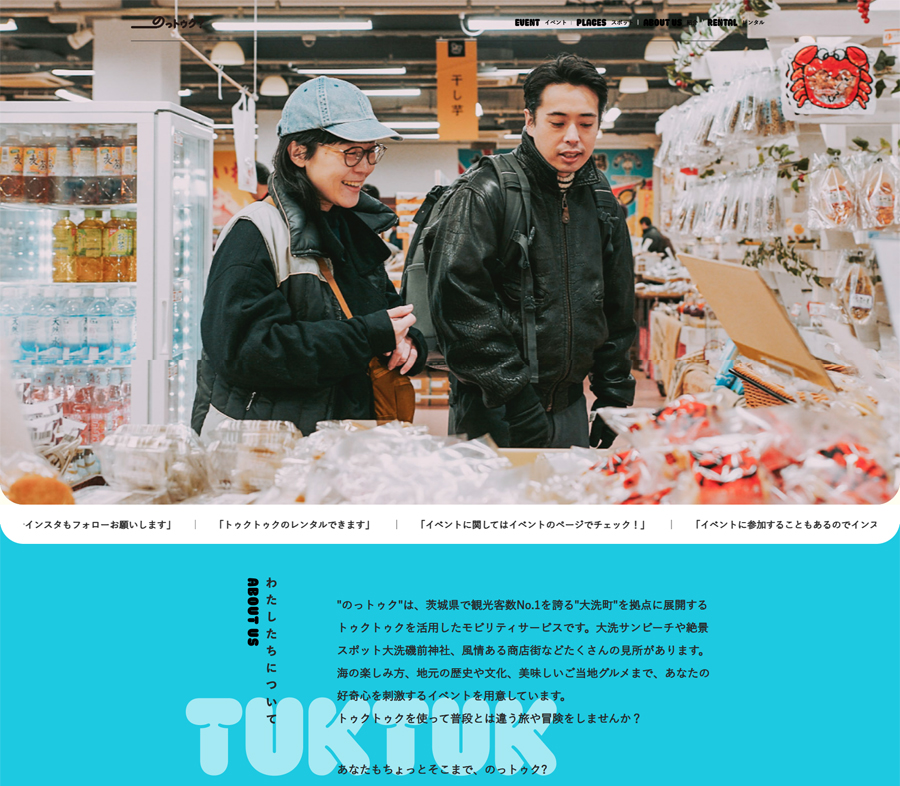 のっトゥク
EVENT イベント
PLACES スポット
ABOUT US
RENTAL レンタル
干し芋
インスタもフォローお願いします」 | 「トゥクトゥクのレンタルできます」 | 「イベントに関してはイベントのページでチェック！」 | 「イベントに参加することもあるのでインス
わたしたちについて
ABOUT US
"のっトゥク"は、茨城県で観光客数No.1を誇る"大洗町"を拠点に展開する
トゥクトゥクを活用したモビリティサービスです。大洗サンビーチや絶景
スポット大洗磯前神社、風情ある商店街などたくさんの見所があります。
海の楽しみ方、地元の歴史や文化、美味しいご当地グルメまで、あなたの
好奇心を刺激するイベントを用意しています。
トゥクトゥクを使って普段とは違う旅や冒険をしませんか？
TUKTUK
あなたもちょっとそこまで、のっトゥク？